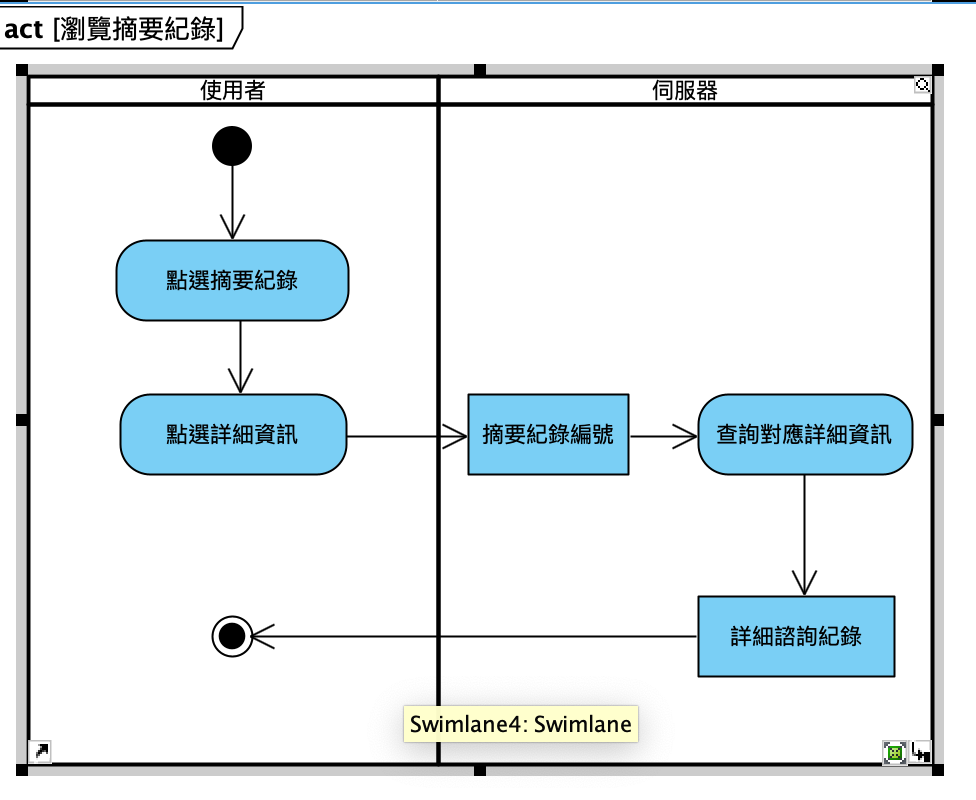 act [瀏覽摘要紀錄]
使用者
伺服器
點選摘要紀錄
點選詳細資訊
摘要紀錄編號
查詢對應詳細資訊
詳細諮詢紀錄
Swimlane4: Swimlane